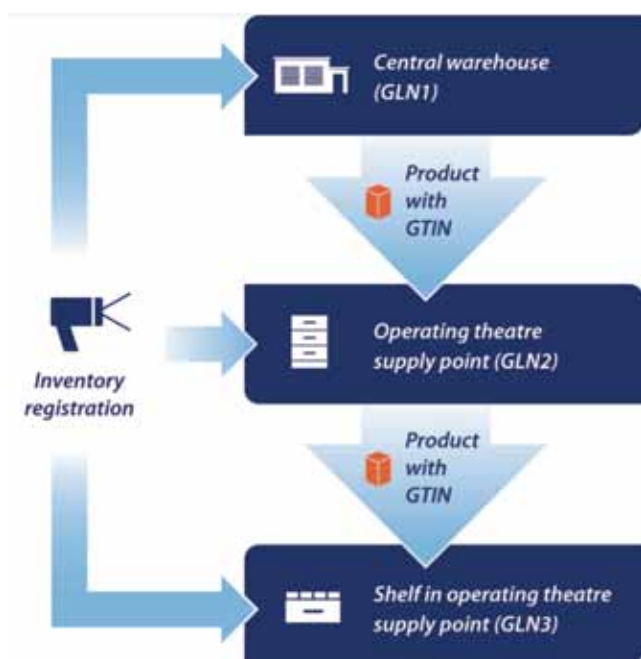 Central warehouse
(GLN1)
Product
with
GTIN
Inventory
registration
Operating theatre
supply point (GLN2)
Product
with
GTIN
Shelf in operating theatre
supply point (GLN3)